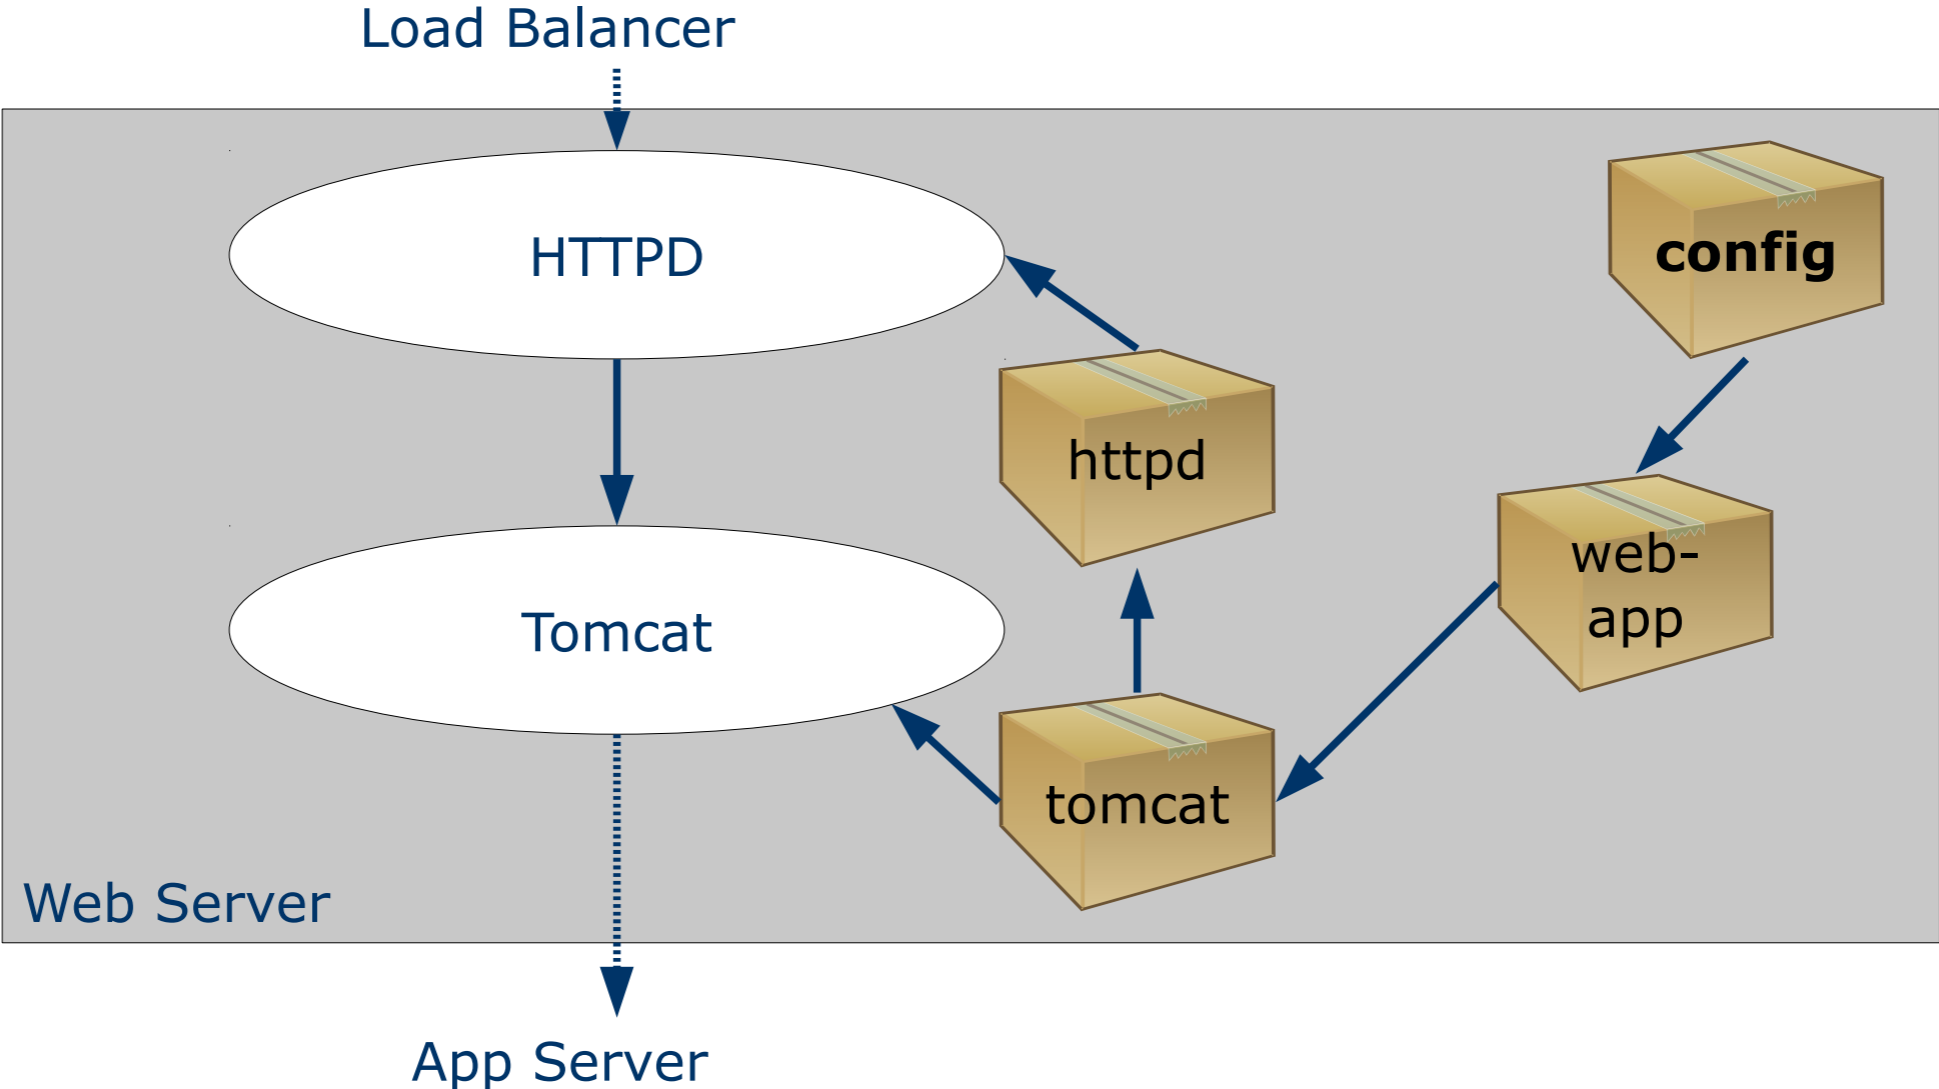 Load Balancer
HTTPD
config
httpd
web-
app
Tomcat
tomcat
Web Server
App Server